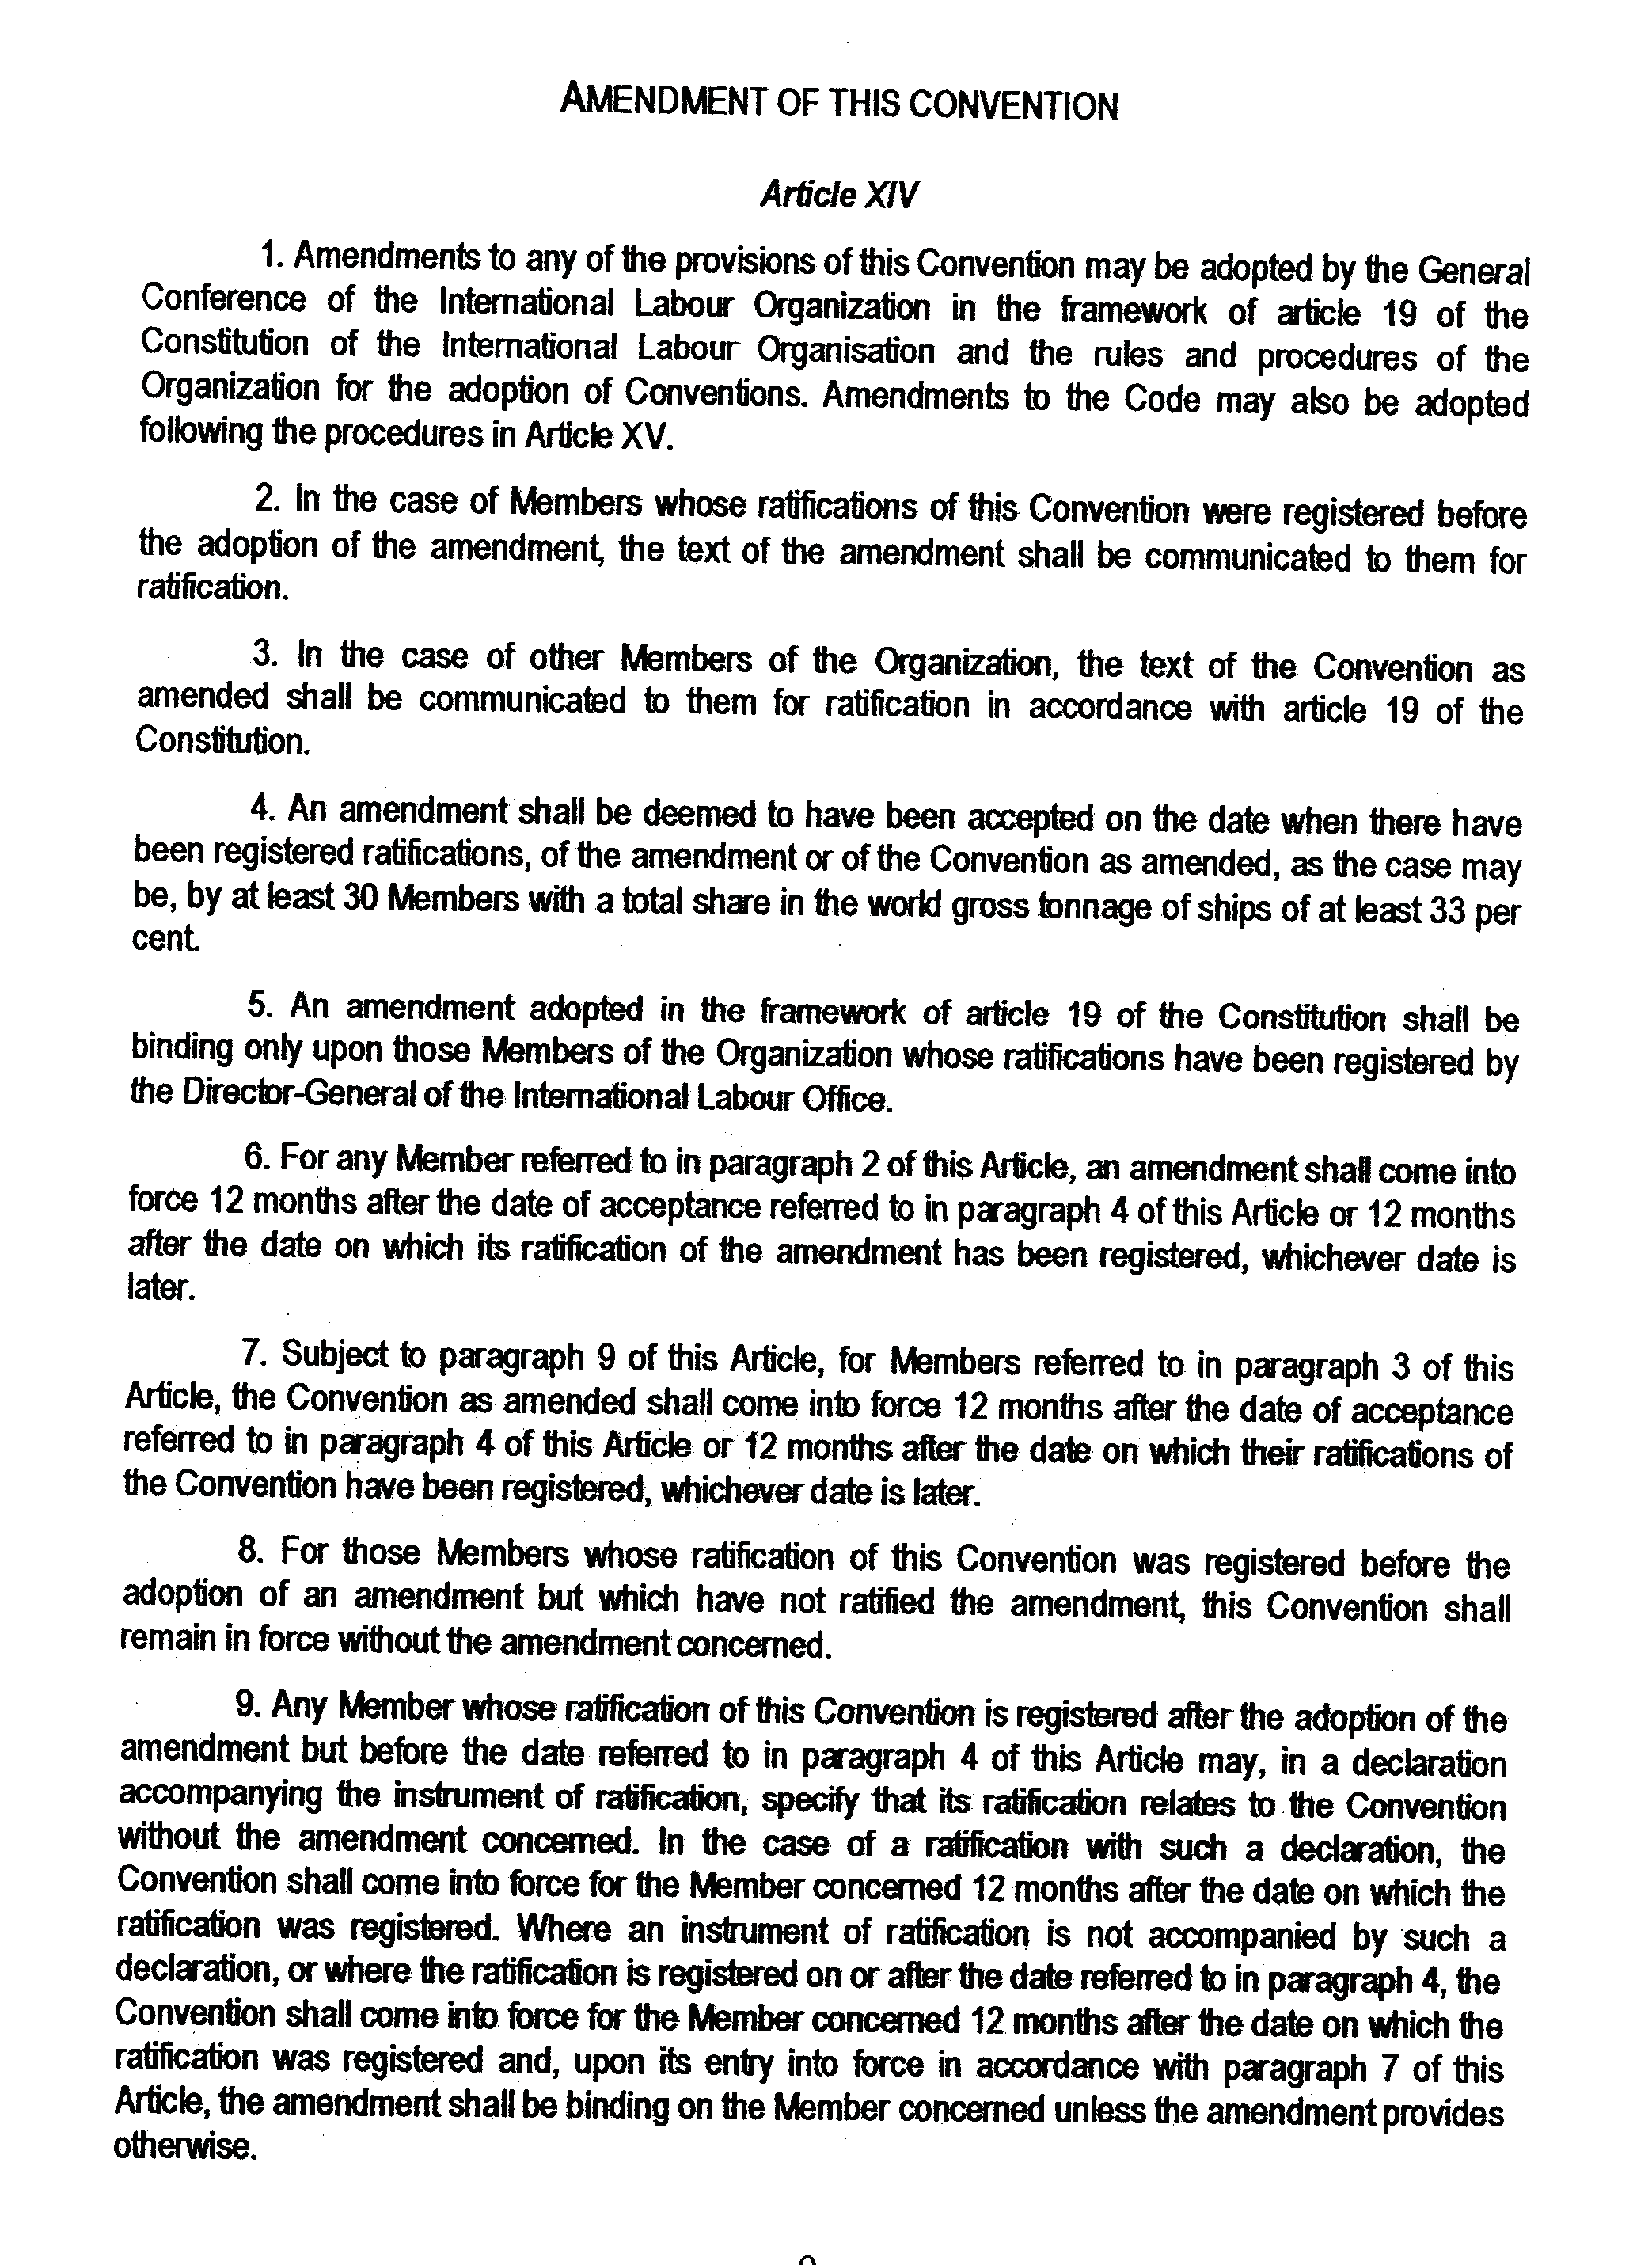 AMENDMENT OF THIS CONVENTION
Article XIV
1. Amendments to any of the provisions of this Convention may be adopted by the General
Conference of the International Labour Organization in the framework of article 19 of the
Constitution of the International Labour Organisation and the rules and procedures of the
Organization for the adoption of Conventions. Amendments to the Code may also be adopted
following the procedures in Article XV.
2. In the case of Members whose ratifications of this Convention were registered before
the adoption of the amendment, the text of the amendment shall be communicated to them for
ratification.
3. In the case of other Members of the Organization, the text of the Convention as
amended shall be communicated to them for ratification in accordance with article 19 of the
Constitution.
4. An amendment shall be deemed to have been accepted on the date when there have
been registered ratifications, of the amendment or of the Convention as amended, as the case may
be, by at least 30 Members with a total share in the world gross tonnage of ships of at least 33 per
cent.
5. An amendment adopted in the framework of article 19 of the Constitution shall be
binding only upon those Members of the Organization whose ratifications have been registered by
the Director-General of the International Labour Office.
6. For any Member referred to in paragraph 2 of this Article, an amendment shall come into
force 12 months after the date of acceptance referred to in paragraph 4 of this Article or 12 months
after the date on which its ratification of the amendment has been registered, whichever date is
later.
7. Subject to paragraph 9 of this Article, for Members referred to in paragraph 3 of this
Article, the Convention as amended shall come into force 12 months after the date of acceptance
referred to in paragraph 4 of this Article or 12 months after the date on which their ratifications of
the Convention have been registered, whichever date is later.
8. For those Members whose ratification of this Convention was registered before the
adoption of an amendment but which have not ratified the amendment, this Convention shall
remain in force without the amendment concerned.
9. Any Member whose ratification of this Convention is registered after the adoption of the
amendment but before the date referred to in paragraph 4 of this Article may, in a declaration
accompanying the instrument of ratification, specify that its ratification relates to the Convention
without the amendment concerned. In the case of a ratification with such a declaration, the
Convention shall come into force for the Member concerned 12 months after the date on which the
ratification was registered. Where an instrument of ratification is not accompanied by such a
declaration, or where the ratification is registered on or after the date referred to in paragraph 4, the
Convention shall come into force for the Member concerned 12 months after the date on which the
ratification was registered and, upon its entry into force in accordance with paragraph 7 of this
Article, the amendment shall be binding on the Member concerned unless the amendment provides
otherwise.